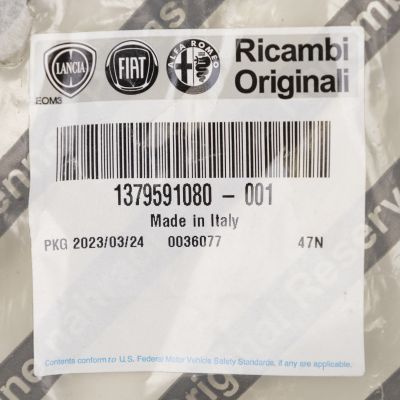 LANCIA FIAT ALFA ROMEO Ricambi
Originali
EOM3
1379591080 - 001
Made in Italy
PKG 2023/03/24 0036077 47N
Contents conform to U.S. Federal Motor Vehicle Safety Standards, if any are applicable.